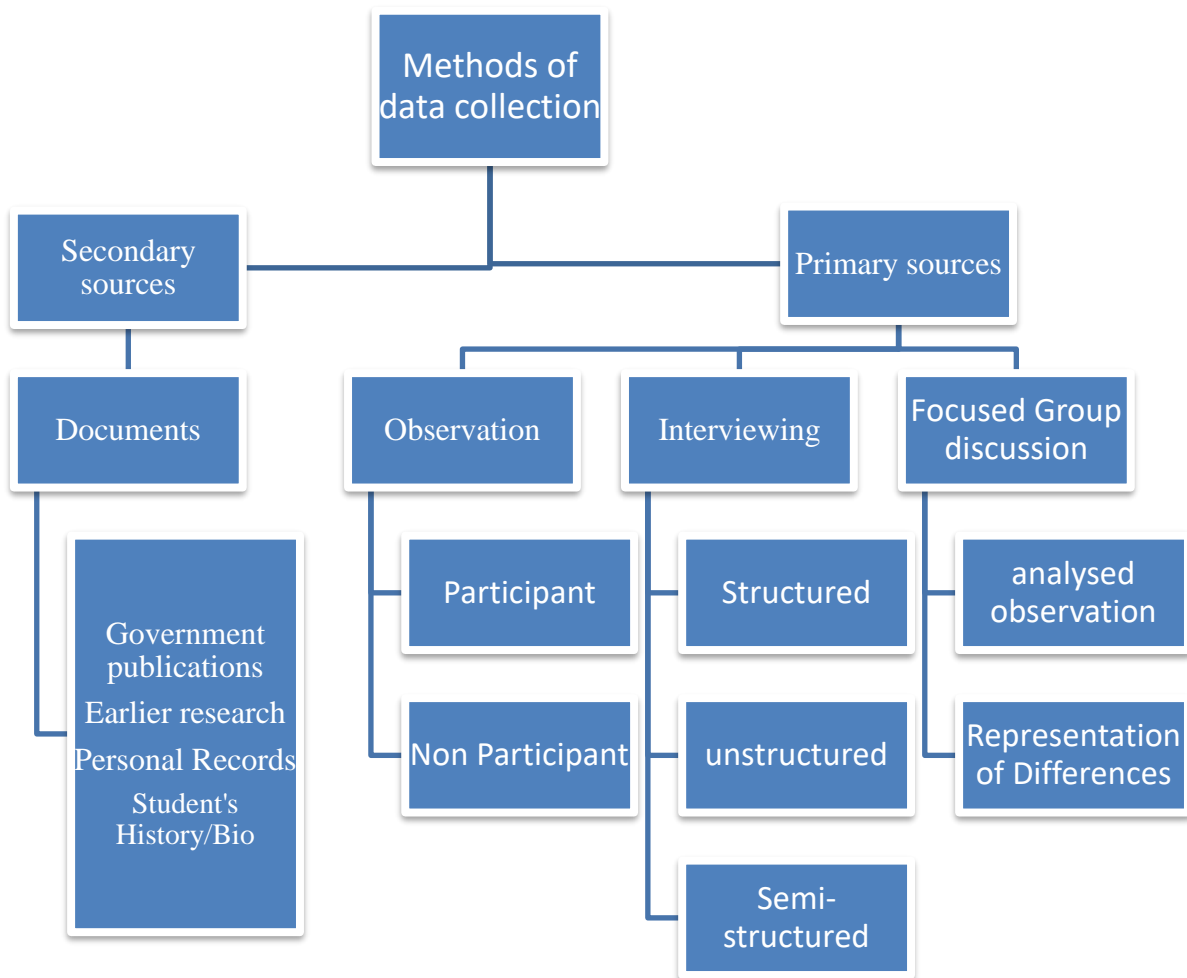 Methods of
data collection
Secondary
sources
Primary sources
Documents
Observation
Interviewing
Focused Group
discussion
Government
publications
Earlier research
Personal Records
Student's
History/Bio
Participant
Non Participant
Structured
unstructured
Semi-
structured
analysed
observation
Representation
of Differences